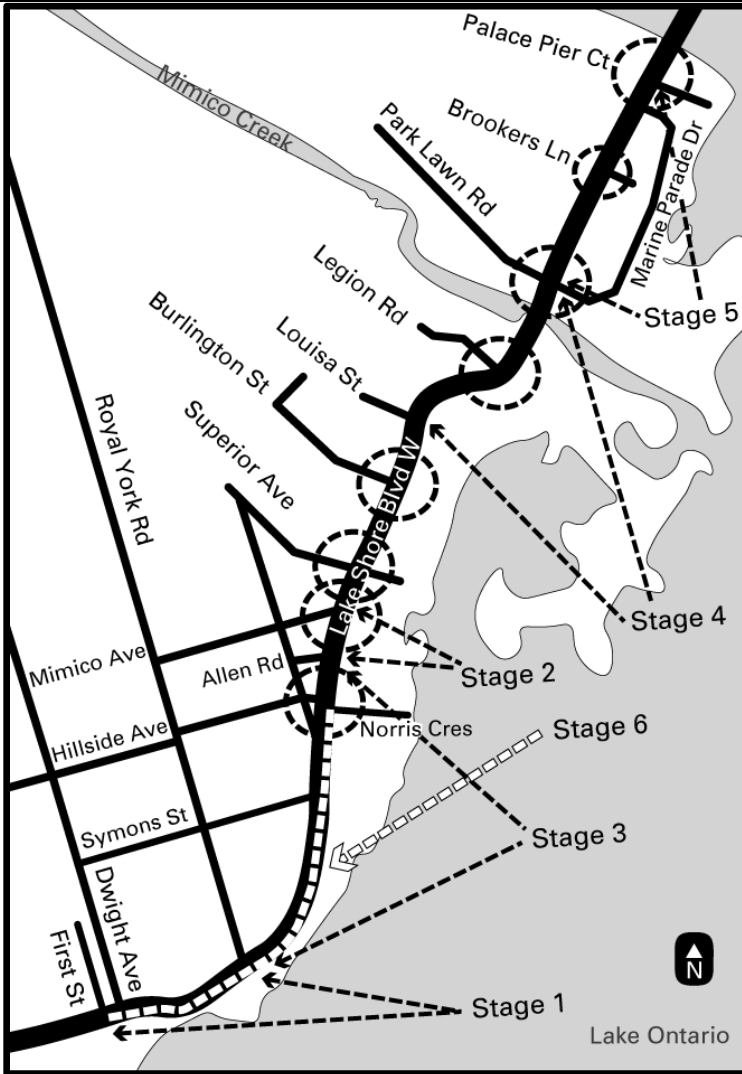 Palace Pier Ct
Mimico Creek
Brookers Ln
Park Lawn Rd
Marine Parade Dr
Legion Rd
Stage 5
Burlington St
Louisa St
Superior Ave
Royal York Rd
Lake Shore Blvd W
Stage 4
Mimico Ave
Allen Rd
Stage 2
Hillside Ave
Norris Cres
Stage 6
Symons St
Stage 3
Dwight Ave
First St
N
Stage 1
Lake Ontario